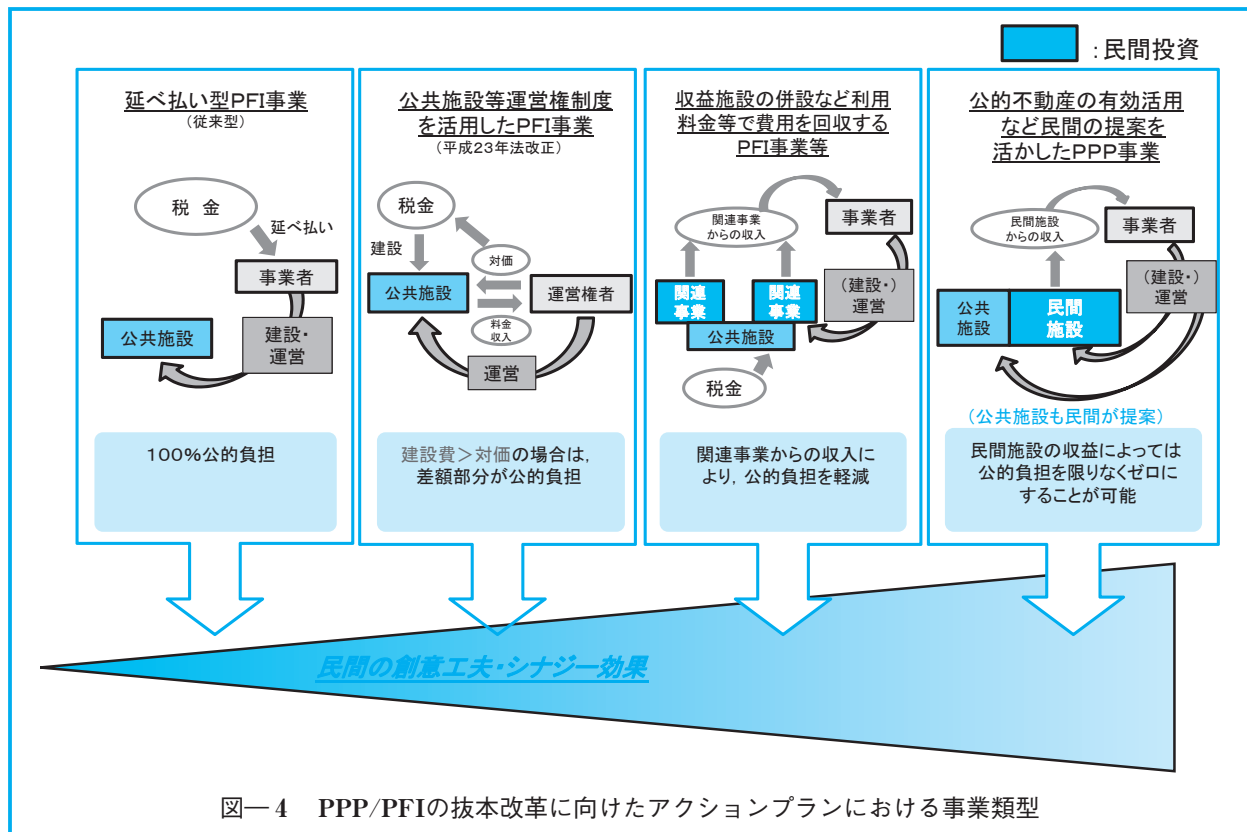 ：民間投資
延べ払い型PFI事業
（従来型）
税 金
延べ払い
事業者
公共施設
建設・
運営
100％公的負担
公共施設等運営権制度
を活用したPFI事業
（平成23年法改正）
税金
建設
対価
公共施設
運営権者
料金
収入
運営
建設費＞対価の場合は，
差額部分が公的負担
収益施設の併設など利用
料金等で費用を回収する
PFI事業等
関連事業
からの収入
事業者
関連
事業
関連
事業
（建設・）
運営
公共施設
税金
関連事業からの収入に
より，公的負担を軽減
公的不動産の有効活用
など民間の提案を
活かしたPPP事業
民間施設
からの収入
事業者
（建設・）
運営
公共
施設
民間
施設
（公共施設も民間が提案）
民間施設の収益によっては
公的負担を限りなくゼロに
することが可能
民間の創意工夫・シナジー効果
図―4 PPP/PFIの抜本改革に向けたアクションプランにおける事業類型